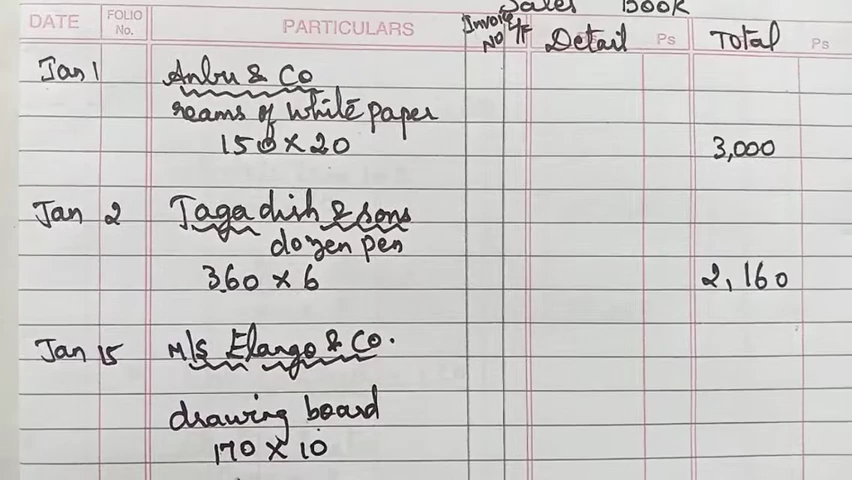 Sales Book
DATE FOLIO No. PARTICULARS Invoice No L/F Detail Ps Total Ps
Jan 1 Anbu & Co
reams of white paper
150 × 20 3,000
Jan 2 Jagadish & sons
dozen pen
360 × 6 2,160
Jan 15 M/S Elango & Co.
drawing board
170 × 10